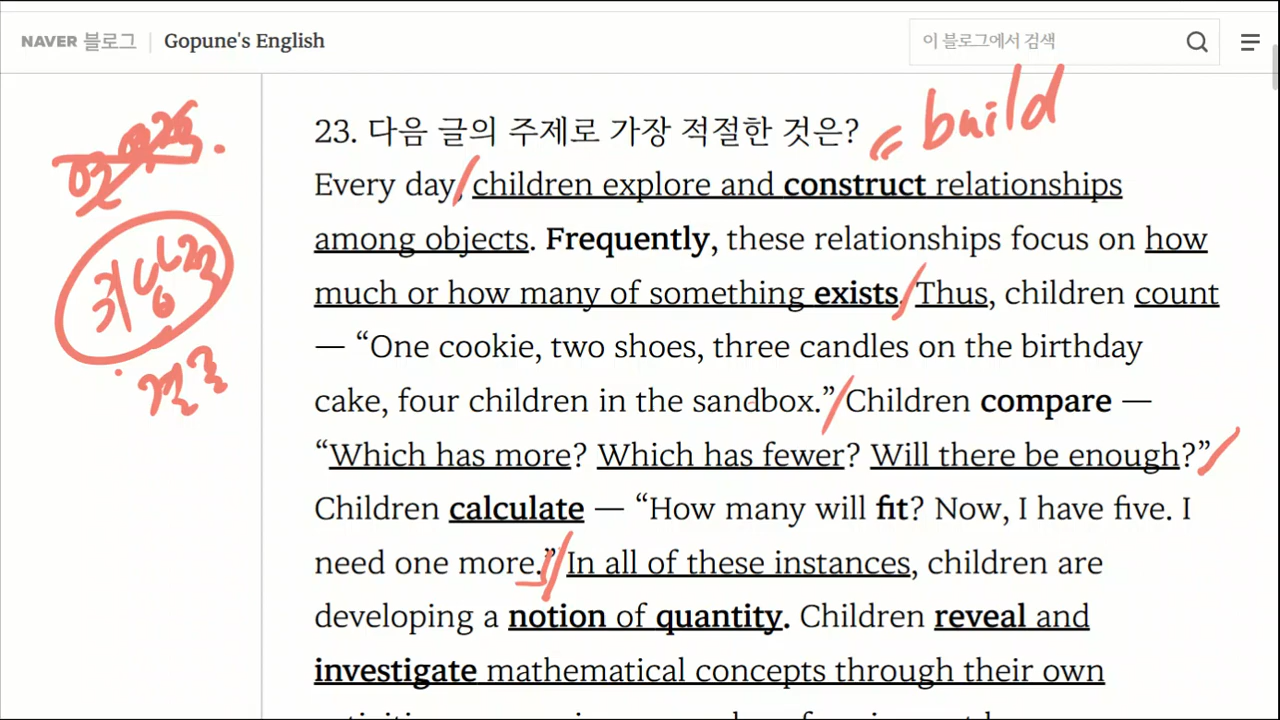 NAVER 블로그 | Gopune's English
이 블로그에서 검색
build
23. 다음 글의 주제로 가장 적절한 것은?
Every day, children explore and construct relationships
among objects. Frequently, these relationships focus on how
much or how many of something exists. Thus, children count
— “One cookie, two shoes, three candles on the birthday
cake, four children in the sandbox.” Children compare —
“Which has more? Which has fewer? Will there be enough?”
Children calculate — “How many will fit? Now, I have five. I
need one more.” In all of these instances, children are
developing a notion of quantity. Children reveal and
investigate mathematical concepts through their own